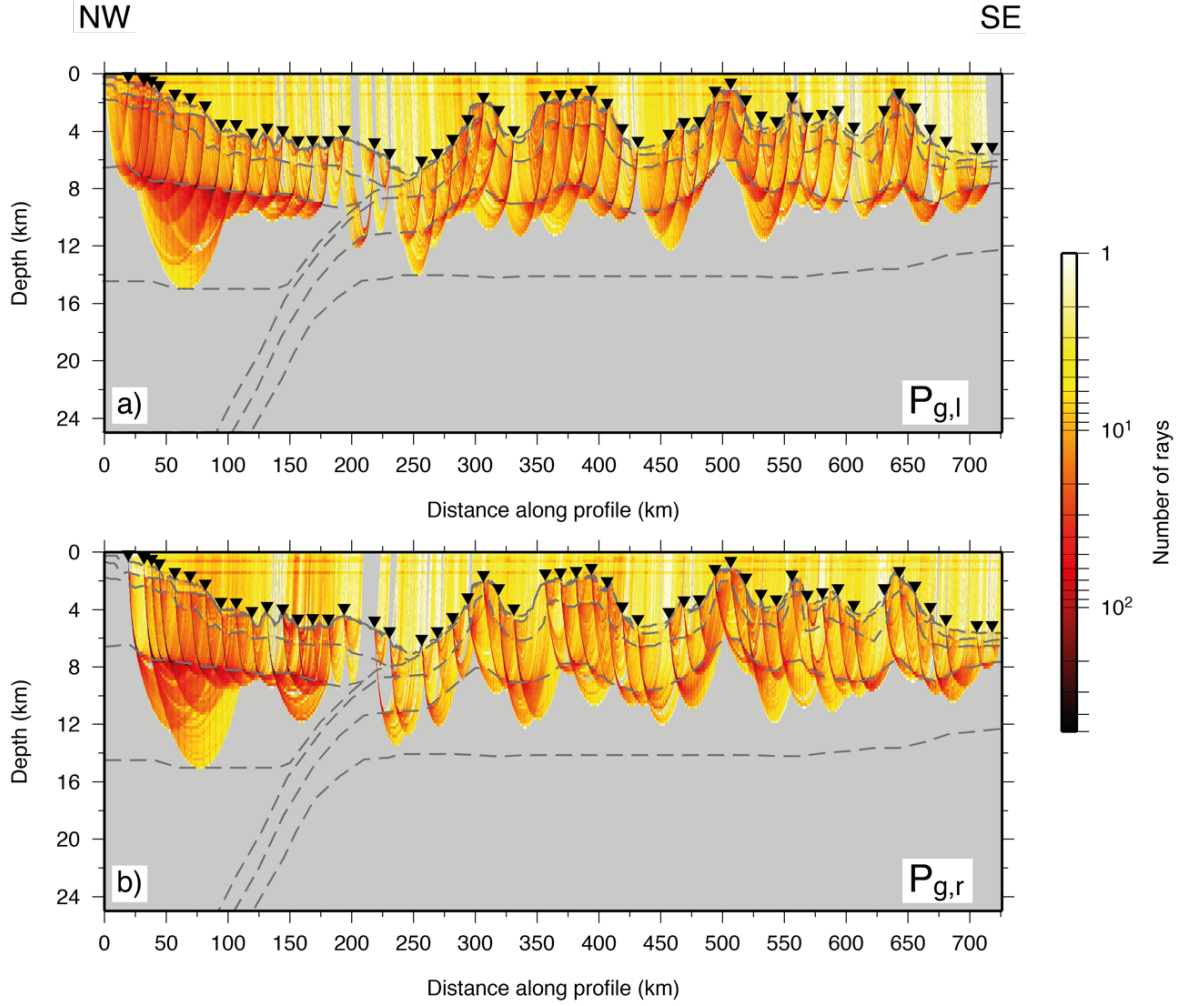 NW SE
0
4
8
12
16
20
24
Depth (km)
a)
Pg,l
0 50 100 150 200 250 300 350 400 450 500 550 600 650 700
Distance along profile (km)
1
10¹
10²
Number of rays
0
4
8
12
16
20
24
Depth (km)
b)
Pg,r
0 50 100 150 200 250 300 350 400 450 500 550 600 650 700
Distance along profile (km)